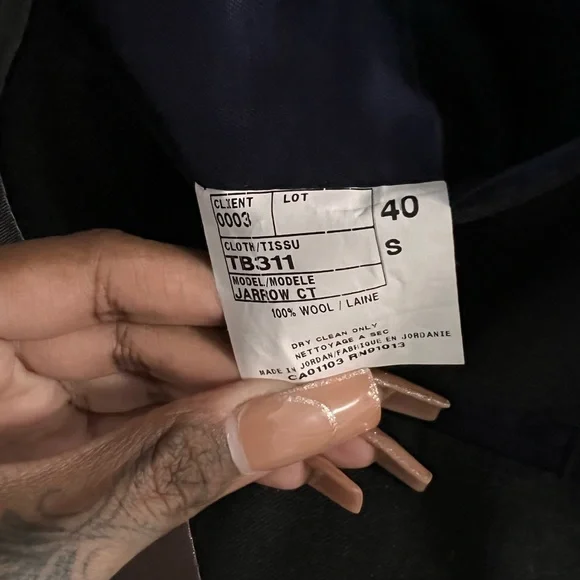 CLIENT LOT
0003
40
CLOTH/TISSU
S
TB311
MODEL/MODELE
JARROW CT
100% WOOL / LAINE
DRY CLEAN ONLY
NETTOYAGE A SEC
MADE IN JORDAN/FABRIQUE EN JORDANIE
CA01103 RN91013